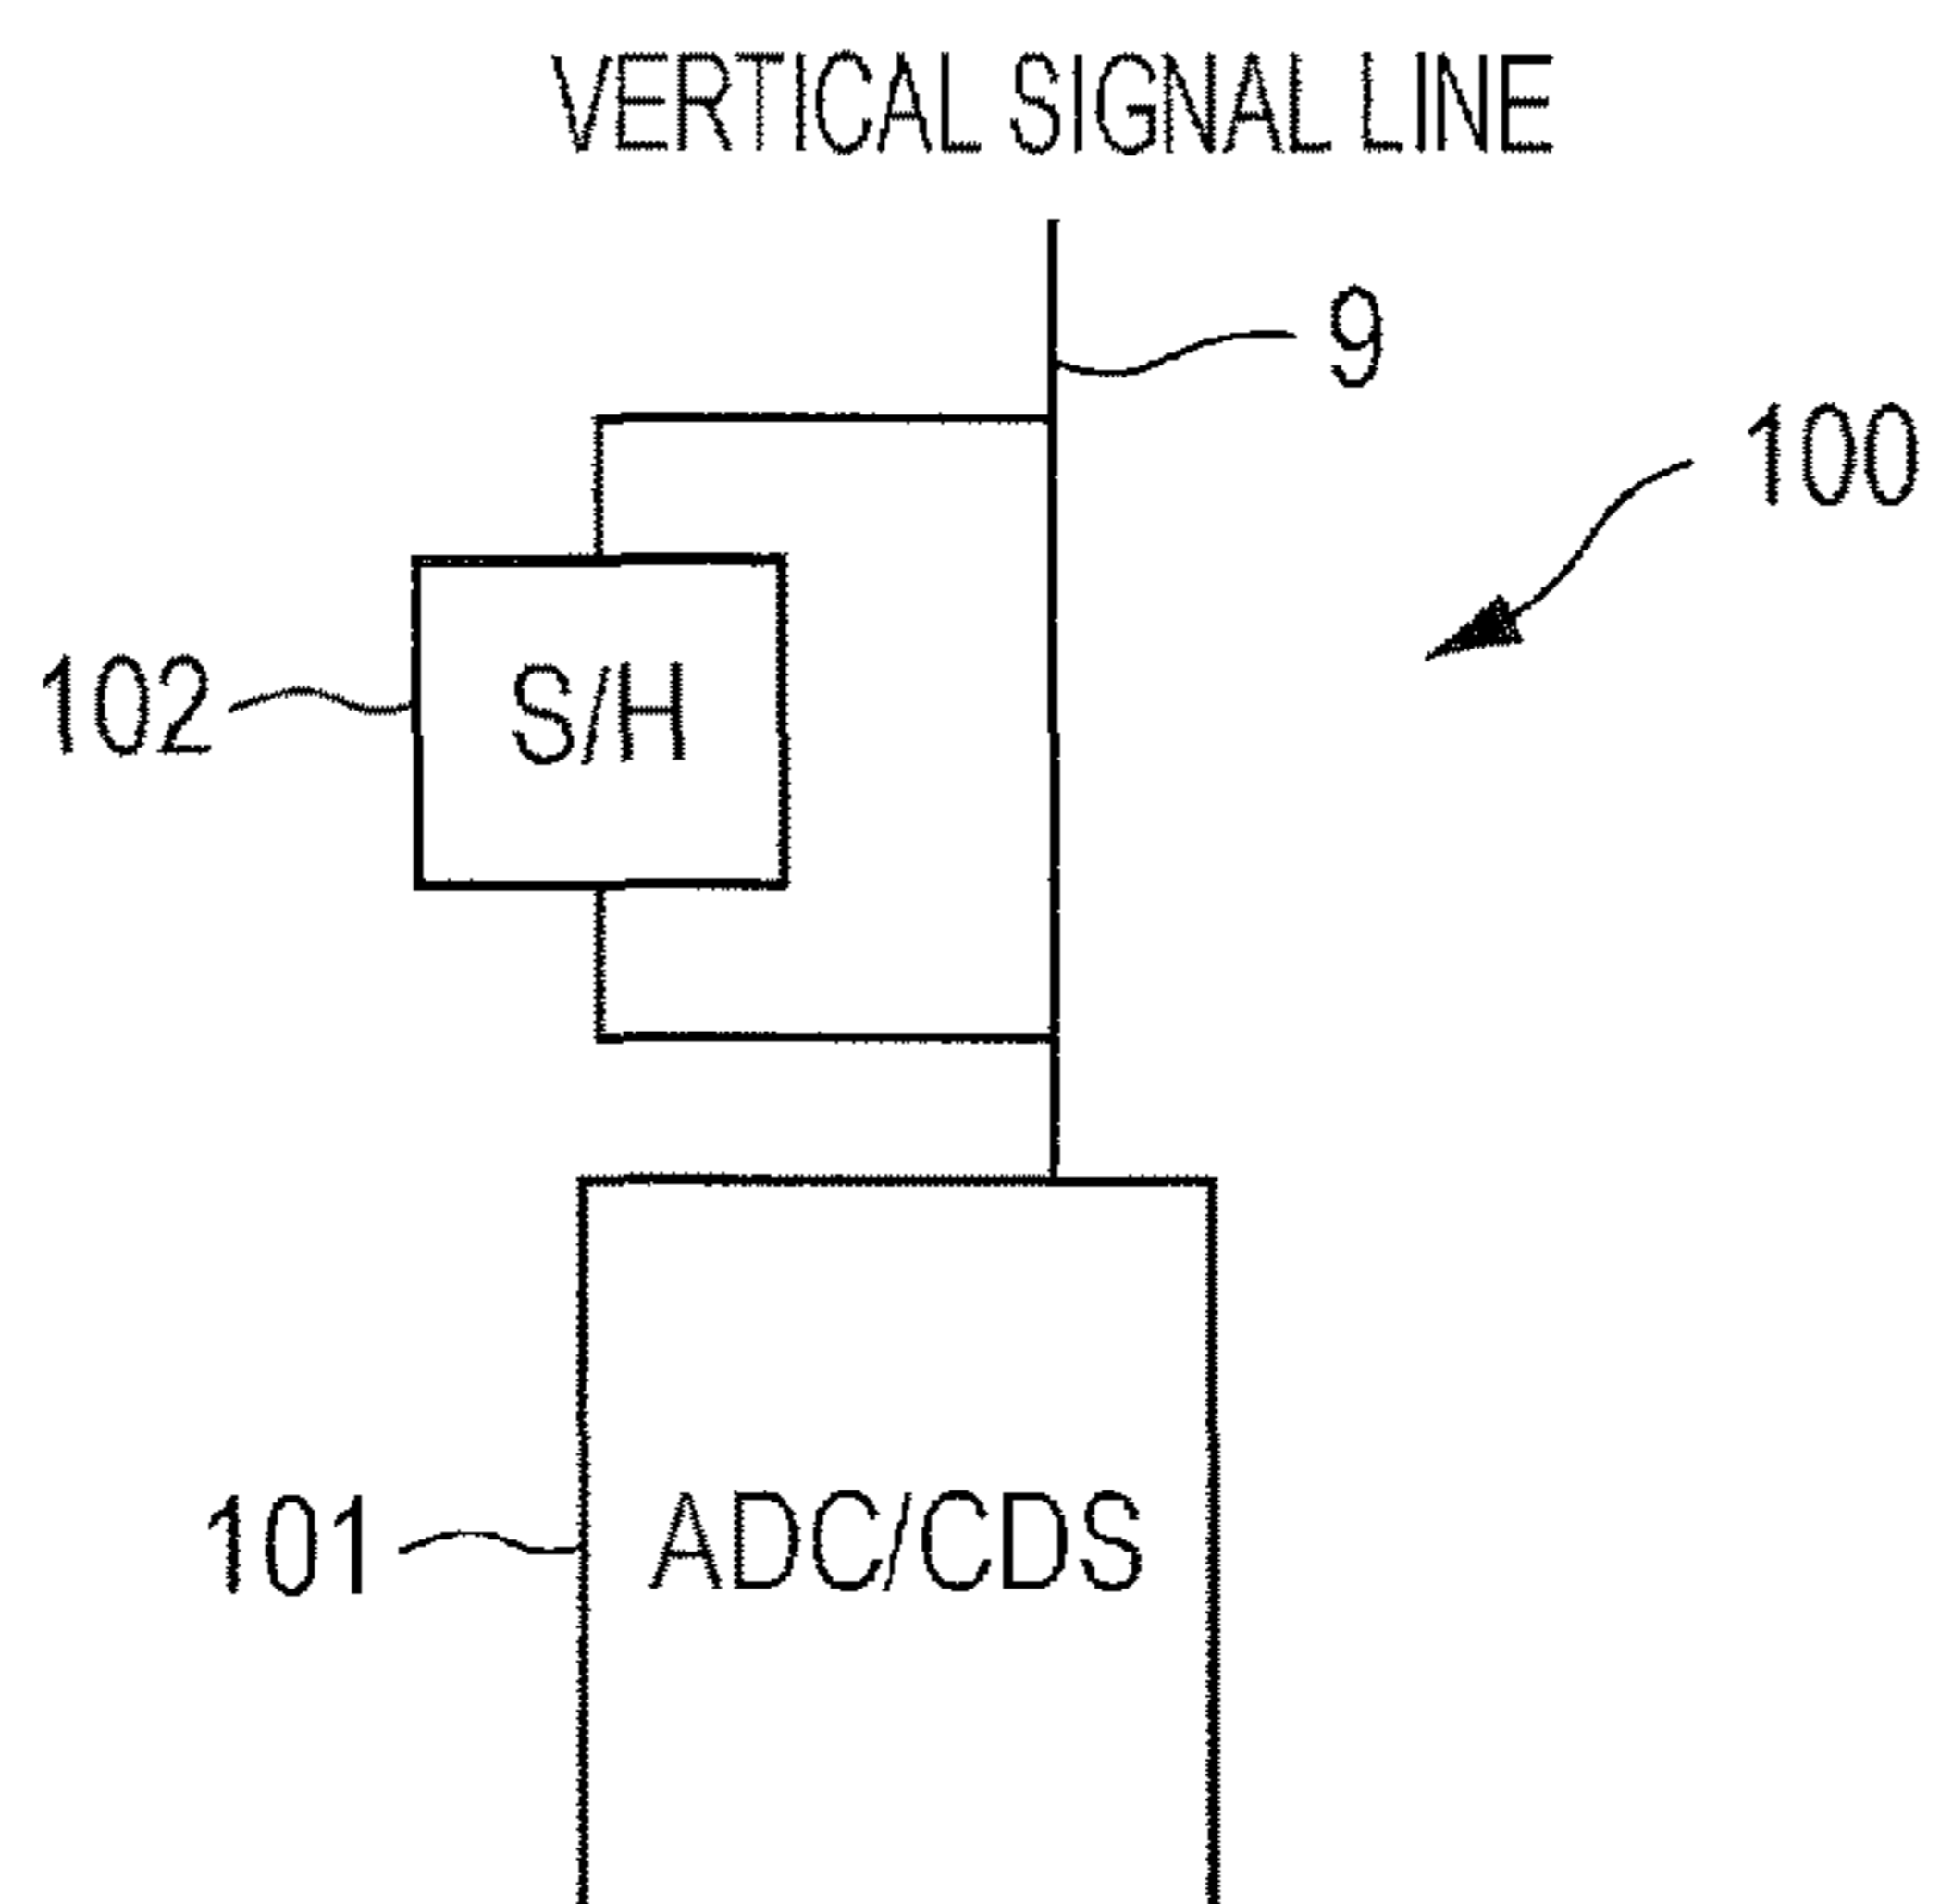 VERTICAL SIGNAL LINE
9
100
102
S/H
101
ADC/CDS